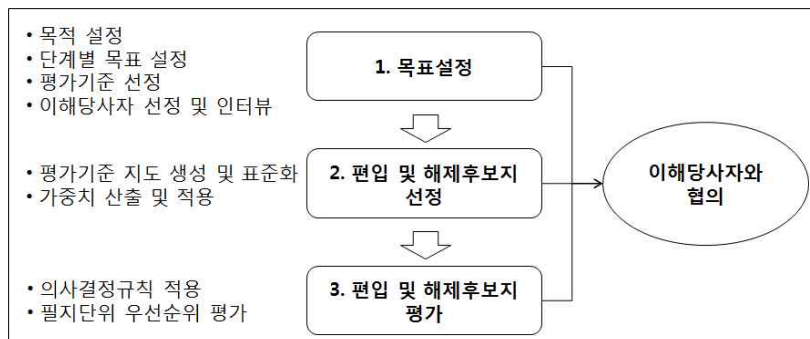 • 목적 설정
• 단계별 목표 설정
• 평가기준 선정
• 이해당사자 선정 및 인터뷰
1. 목표설정
• 평가기준 지도 생성 및 표준화
• 가중치 산출 및 적용
2. 편입 및 해제후보지
선정
이해당사자와
협의
• 의사결정규칙 적용
• 필지단위 우선순위 평가
3. 편입 및 해제후보지
평가